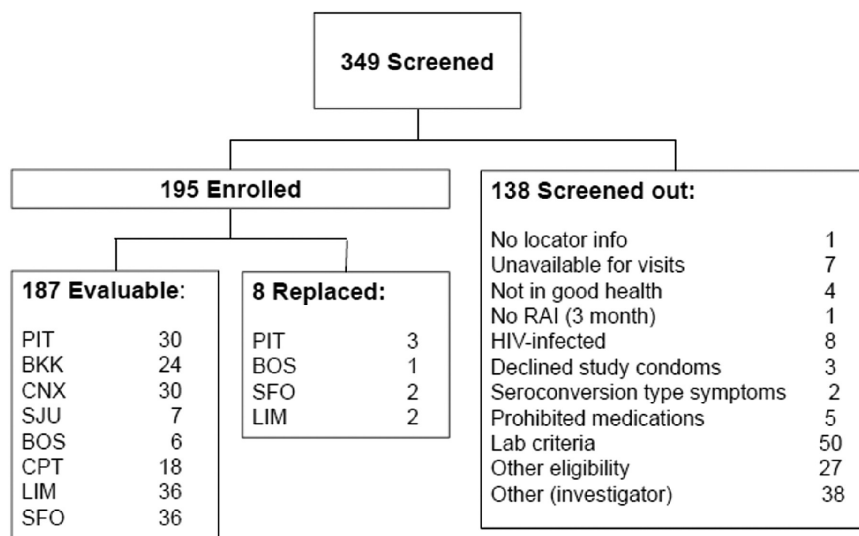 349 Screened
195 Enrolled
187 Evaluable:
PIT 30
BKK 24
CNX 30
SJU 7
BOS 6
CPT 18
LIM 36
SFO 36
8 Replaced:
PIT 3
BOS 1
SFO 2
LIM 2
138 Screened out:
No locator info 1
Unavailable for visits 7
Not in good health 4
No RAI (3 month) 1
HIV-infected 8
Declined study condoms 3
Seroconversion type symptoms 2
Prohibited medications 5
Lab criteria 50
Other eligibility 27
Other (investigator) 38